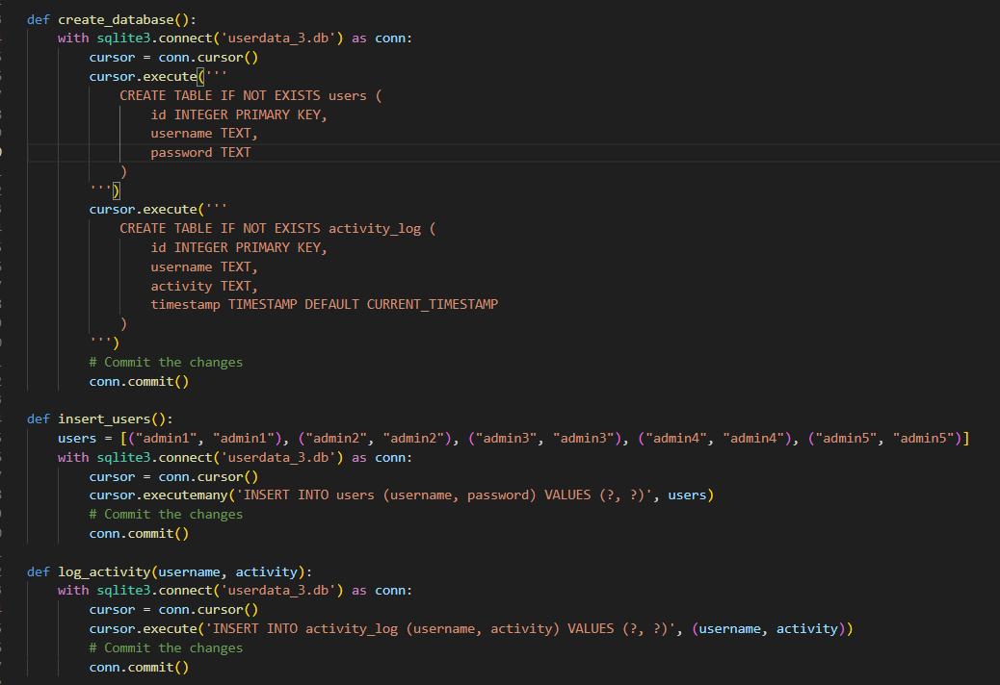 def create_database():
    with sqlite3.connect('userdata_3.db') as conn:
        cursor = conn.cursor()
        cursor.execute('''
            CREATE TABLE IF NOT EXISTS users (
                id INTEGER PRIMARY KEY,
                username TEXT,
                password TEXT
            )
        ''')
        cursor.execute('''
            CREATE TABLE IF NOT EXISTS activity_log (
                id INTEGER PRIMARY KEY,
                username TEXT,
                activity TEXT,
                timestamp TIMESTAMP DEFAULT CURRENT_TIMESTAMP
            )
        ''')
        # Commit the changes
        conn.commit()

def insert_users():
    users = [("admin1", "admin1"), ("admin2", "admin2"), ("admin3", "admin3"), ("admin4", "admin4"), ("admin5", "admin5")]
    with sqlite3.connect('userdata_3.db') as conn:
        cursor = conn.cursor()
        cursor.executemany('INSERT INTO users (username, password) VALUES (?, ?)', users)
        # Commit the changes
        conn.commit()

def log_activity(username, activity):
    with sqlite3.connect('userdata_3.db') as conn:
        cursor = conn.cursor()
        cursor.execute('INSERT INTO activity_log (username, activity) VALUES (?, ?)', (username, activity))
        # Commit the changes
        conn.commit()